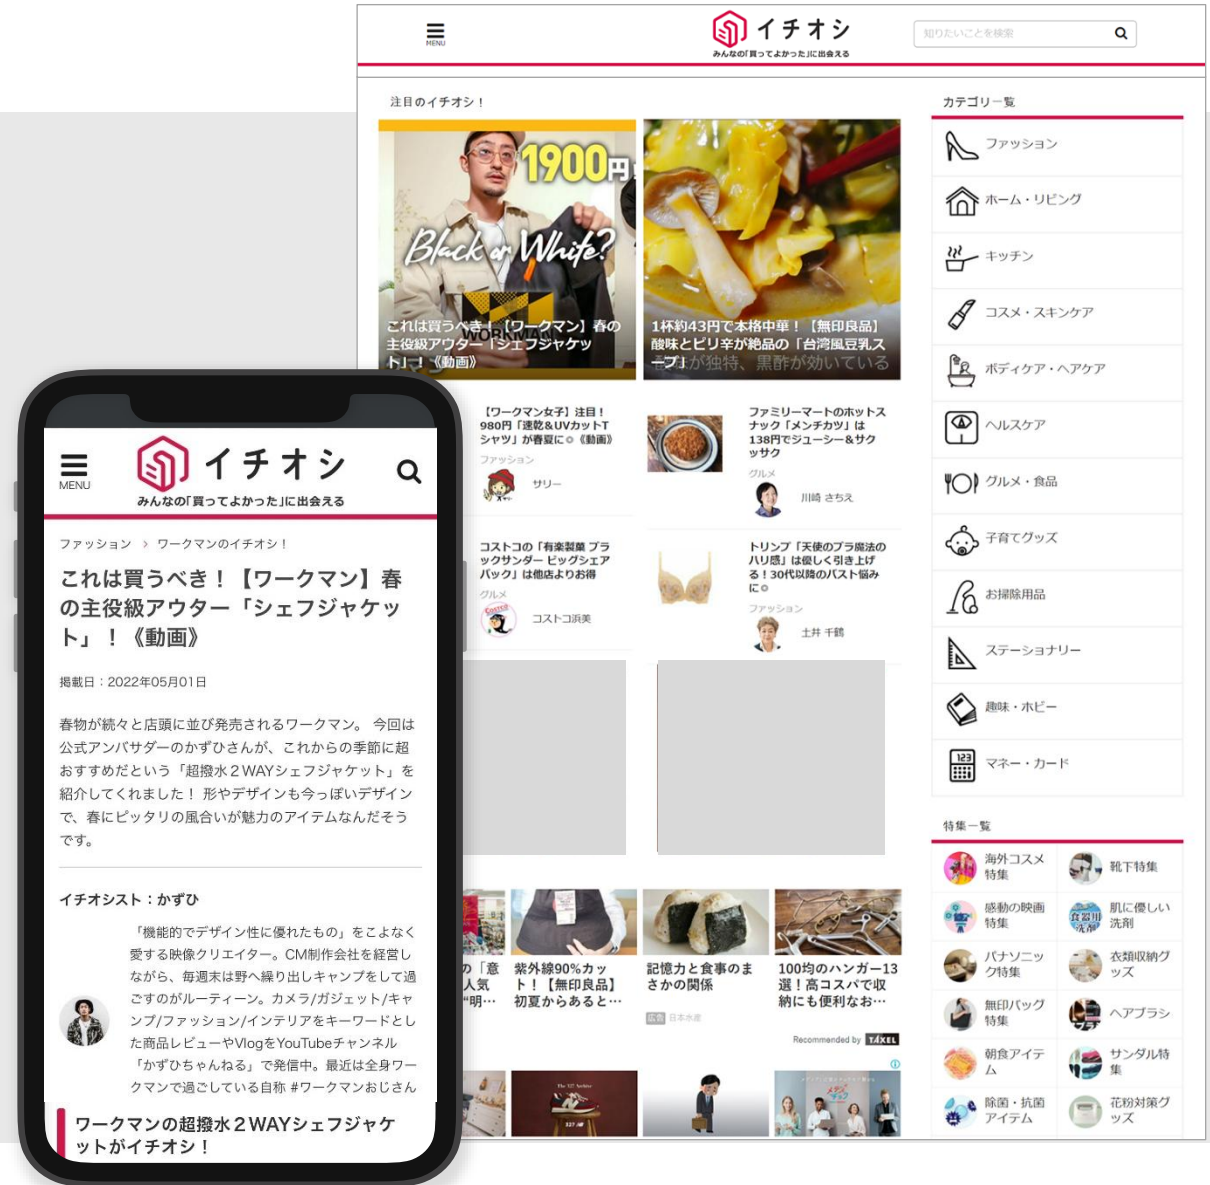 MENU
イチオシ
みんなの「買ってよかった」に出会える
知りたいことを検索
注目のイチオシ！
1900円
Black or White?
WORKMAN
これは買うべき！【ワークマン】春の
主役級アウター「シェフジャケッ
ト」！《動画》
1杯約43円で本格中華！【無印良品】
酸味とピリ辛が絶品の「台湾風豆乳ス
ープ」
が独特、黒酢が効いている
【ワークマン女子】注目！
980円「速乾&UVカットT
シャツ」が春夏に◎《動画》
ファッション
サリー
ファミリーマートのホットス
ナック「メンチカツ」は
138円でジューシー&サク
ッサク
グルメ
川崎 さちえ
コストコの「有楽製菓 ブラ
ックサンダー ビッグシェア
パック」は他店よりお得
グルメ
Costco
コストコ浜美
トリンプ「天使のブラ魔法の
ハリ感」は優しく引き上げ
る！30代以降のバスト悩み
に◎
ファッション
土井 千鶴
の「意
人気
“明…
紫外線90%カッ
ト！【無印良品】
初夏からあると…
記憶力と食事のま
さかの関係
広告 日本水産
100均のハンガー13
選！高コスパで収
納にも便利なお…
Recommended by TAXEL
カテゴリ一覧
ファッション
ホーム・リビング
キッチン
コスメ・スキンケア
ボディケア・ヘアケア
ヘルスケア
グルメ・食品
子育てグッズ
お掃除用品
ステーショナリー
趣味・ホビー
123
マネー・カード
特集一覧
海外コスメ
特集
靴下特集
感動の映画
特集
食器用
洗剤
肌に優しい
洗剤
パナソニッ
ク特集
衣類収納グ
ッズ
無印バッグ
特集
ヘアブラシ
朝食アイテ
ム
サンダル特
集
除菌・抗菌
アイテム
花粉対策グ
ッズ
MENU
イチオシ
みんなの「買ってよかった」に出会える
ファッション > ワークマンのイチオシ！
これは買うべき！【ワークマン】春
の主役級アウター「シェフジャケッ
ト」！《動画》
掲載日：2022年05月01日
春物が続々と店頭に並び発売されるワークマン。 今回は
公式アンバサダーのかずひさんが、これからの季節に超
おすすめだという「超撥水２WAYシェフジャケット」を
紹介してくれました！ 形やデザインも今っぽいデザイン
で、春にピッタリの風合いが魅力のアイテムなんだそう
です。
イチオシスト：かずひ
「機能的でデザイン性に優れたもの」をこよなく
愛する映像クリエイター。CM制作会社を経営し
ながら、毎週末は野へ繰り出しキャンプをして過
ごすのがルーティーン。カメラ/ガジェット/キャ
ンプ/ファッション/インテリアをキーワードとし
た商品レビューやVlogをYouTubeチャンネル
「かずひちゃんねる」で発信中。最近は全身ワー
クマンで過ごしている自称 #ワークマンおじさん
ワークマンの超撥水２WAYシェフジャケ
ットがイチオシ！